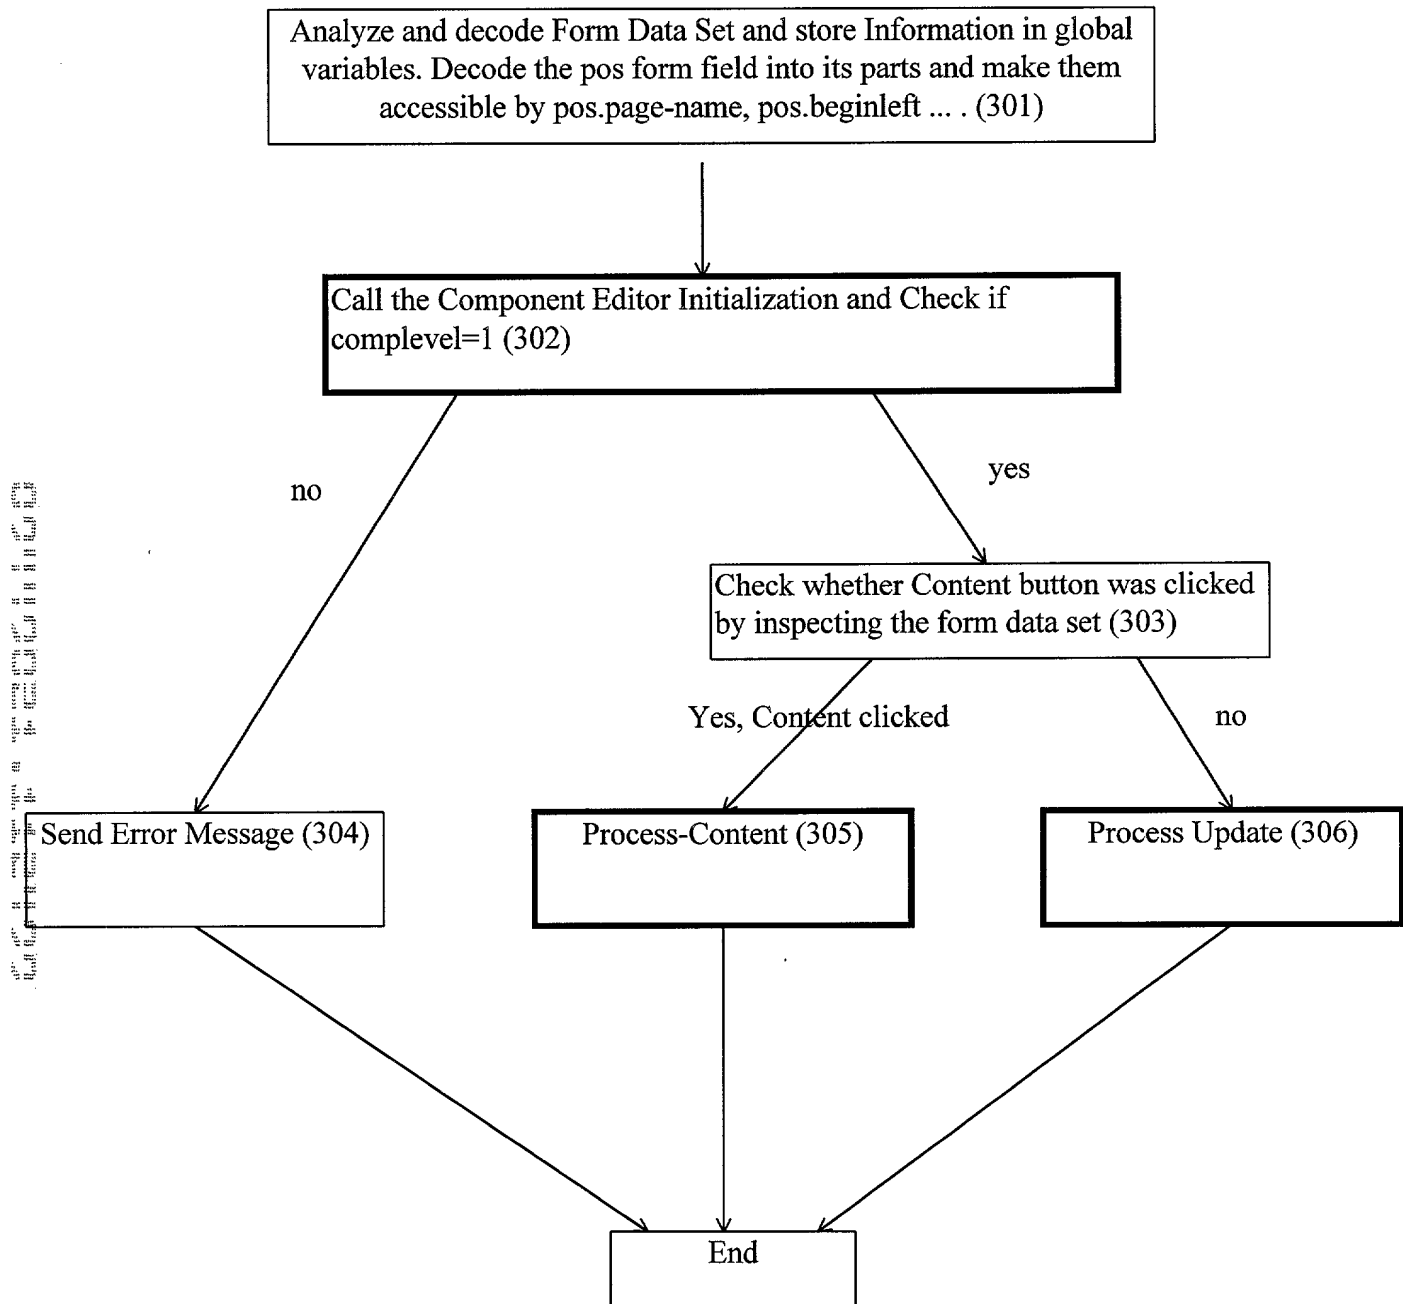 Analyze and decode Form Data Set and store Information in global
variables. Decode the pos form field into its parts and make them
accessible by pos.page-name, pos.beginleft ... . (301)
Call the Component Editor Initialization and Check if
complevel=1 (302)
no
yes
Check whether Content button was clicked
by inspecting the form data set (303)
Yes, Content clicked
no
Send Error Message (304)
Process-Content (305)
Process Update (306)
End